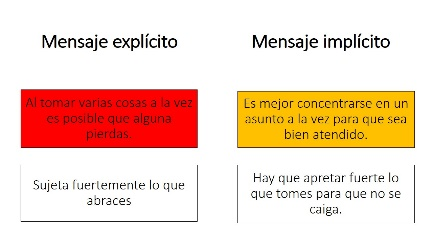 Mensaje explícito
Mensaje implícito
Al tomar varias cosas a la vez
es posible que alguna
pierdas.
Es mejor concentrarse en un
asunto a la vez para que sea
bien atendido.
Sujeta fuertemente lo que
abraces
Hay que apretar fuerte lo
que tomes para que no se
caiga.